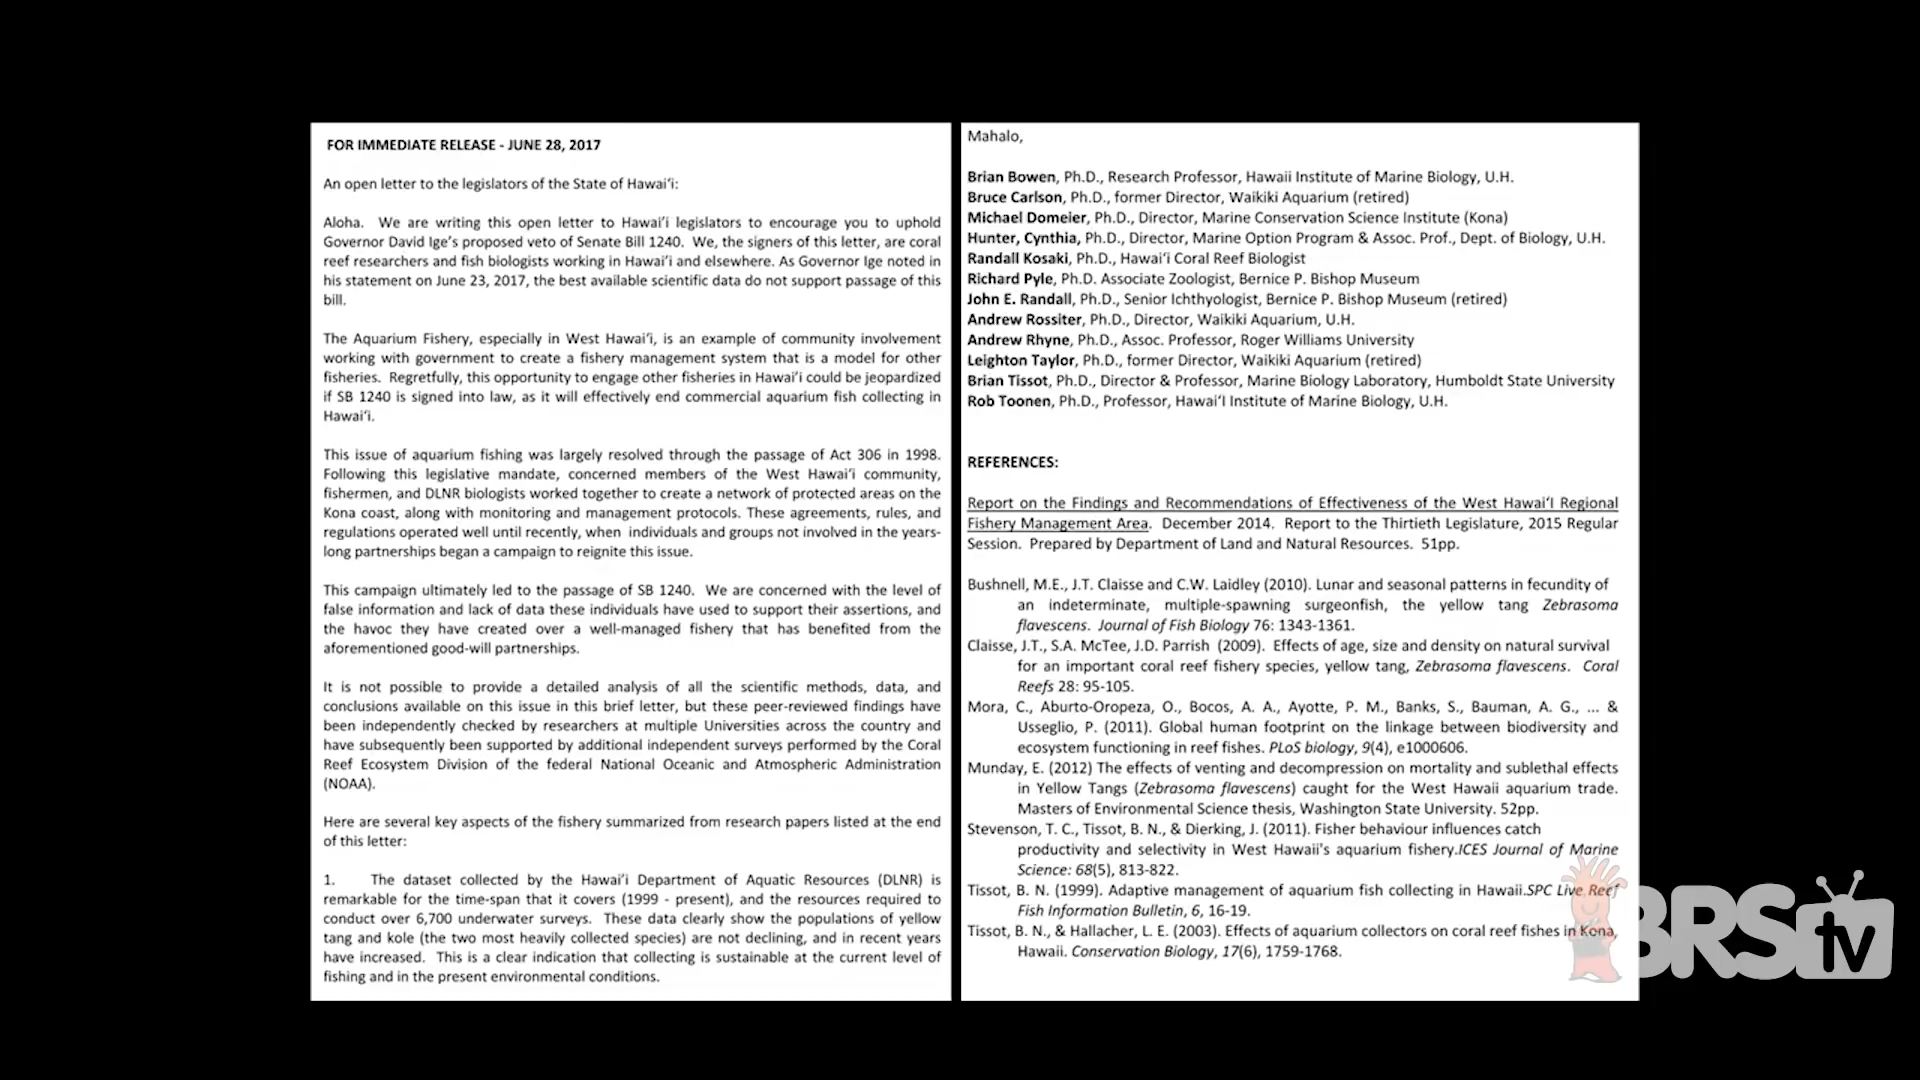 FOR IMMEDIATE RELEASE - JUNE 28, 2017
An open letter to the legislators of the State of Hawai‘i:
Aloha. We are writing this open letter to Hawai‘i legislators to encourage you to uphold
Governor David Ige's proposed veto of Senate Bill 1240. We, the signers of this letter, are coral
reef researchers and fish biologists working in Hawai‘i and elsewhere. As Governor Ige noted in
his statement on June 23, 2017, the best available scientific data do not support passage of this
bill.
The Aquarium Fishery, especially in West Hawai‘i, is an example of community involvement
working with government to create a fishery management system that is a model for other
fisheries. Regretfully, this opportunity to engage other fisheries in Hawai‘i could be jeopardized
if SB 1240 is signed into law, as it will effectively end commercial aquarium fish collecting in
Hawai‘i.
This issue of aquarium fishing was largely resolved through the passage of Act 306 in 1998.
Following this legislative mandate, concerned members of the West Hawai‘i community,
fishermen, and DLNR biologists worked together to create a network of protected areas on the
Kona coast, along with monitoring and management protocols. These agreements, rules, and
regulations operated well until recently, when individuals and groups not involved in the years-
long partnerships began a campaign to reignite this issue.
This campaign ultimately led to the passage of SB 1240. We are concerned with the level of
false information and lack of data these individuals have used to support their assertions, and
the havoc they have created over a well-managed fishery that has benefited from the
aforementioned good-will partnerships.
It is not possible to provide a detailed analysis of all the scientific methods, data, and
conclusions available on this issue in this brief letter, but these peer-reviewed findings have
been independently checked by researchers at multiple Universities across the country and
have subsequently been supported by additional independent surveys performed by the Coral
Reef Ecosystem Division of the federal National Oceanic and Atmospheric Administration
(NOAA).
Here are several key aspects of the fishery summarized from research papers listed at the end
of this letter:
1. The dataset collected by the Hawai‘i Department of Aquatic Resources (DLNR) is
remarkable for the time-span that it covers (1999 - present), and the resources required to
conduct over 6,700 underwater surveys. These data clearly show the populations of yellow
tang and kole (the two most heavily collected species) are not declining, and in recent years
have increased. This is a clear indication that collecting is sustainable at the current level of
fishing and in the present environmental conditions.
Mahalo,
Brian Bowen, Ph.D., Research Professor, Hawaii Institute of Marine Biology, U.H.
Bruce Carlson, Ph.D., former Director, Waikiki Aquarium (retired)
Michael Domeier, Ph.D., Director, Marine Conservation Science Institute (Kona)
Hunter, Cynthia, Ph.D., Director, Marine Option Program & Assoc. Prof., Dept. of Biology, U.H.
Randall Kosaki, Ph.D., Hawai‘i Coral Reef Biologist
Richard Pyle, Ph.D. Associate Zoologist, Bernice P. Bishop Museum
John E. Randall, Ph.D., Senior Ichthyologist, Bernice P. Bishop Museum (retired)
Andrew Rossiter, Ph.D., Director, Waikiki Aquarium, U.H.
Andrew Rhyne, Ph.D., Assoc. Professor, Roger Williams University
Leighton Taylor, Ph.D., former Director, Waikiki Aquarium (retired)
Brian Tissot, Ph.D., Director & Professor, Marine Biology Laboratory, Humboldt State University
Rob Toonen, Ph.D., Professor, Hawai‘I Institute of Marine Biology, U.H.
REFERENCES:
Report on the Findings and Recommendations of Effectiveness of the West Hawai‘I Regional
Fishery Management Area. December 2014. Report to the Thirtieth Legislature, 2015 Regular
Session. Prepared by Department of Land and Natural Resources. 51pp.
Bushnell, M.E., J.T. Claisse and C.W. Laidley (2010). Lunar and seasonal patterns in fecundity of
an indeterminate, multiple-spawning surgeonfish, the yellow tang Zebrasoma
flavescens. Journal of Fish Biology 76: 1343-1361.
Claisse, J.T., S.A. McTee, J.D. Parrish (2009). Effects of age, size and density on natural survival
for an important coral reef fishery species, yellow tang, Zebrasoma flavescens. Coral
Reefs 28: 95-105.
Mora, C., Aburto-Oropeza, O., Bocos, A. A., Ayotte, P. M., Banks, S., Bauman, A. G., ... &
Usseglio, P. (2011). Global human footprint on the linkage between biodiversity and
ecosystem functioning in reef fishes. PLoS biology, 9(4), e1000606.
Munday, E. (2012) The effects of venting and decompression on mortality and sublethal effects
in Yellow Tangs (Zebrasoma flavescens) caught for the West Hawaii aquarium trade.
Masters of Environmental Science thesis, Washington State University. 52pp.
Stevenson, T. C., Tissot, B. N., & Dierking, J. (2011). Fisher behaviour influences catch
productivity and selectivity in West Hawaii's aquarium fishery.ICES Journal of Marine
Science: 68(5), 813-822.
Tissot, B. N. (1999). Adaptive management of aquarium fish collecting in Hawaii.SPC Live Reef
Fish Information Bulletin, 6, 16-19.
Tissot, B. N., & Hallacher, L. E. (2003). Effects of aquarium collectors on coral reef fishes in Kona,
Hawaii. Conservation Biology, 17(6), 1759-1768.
BRStv